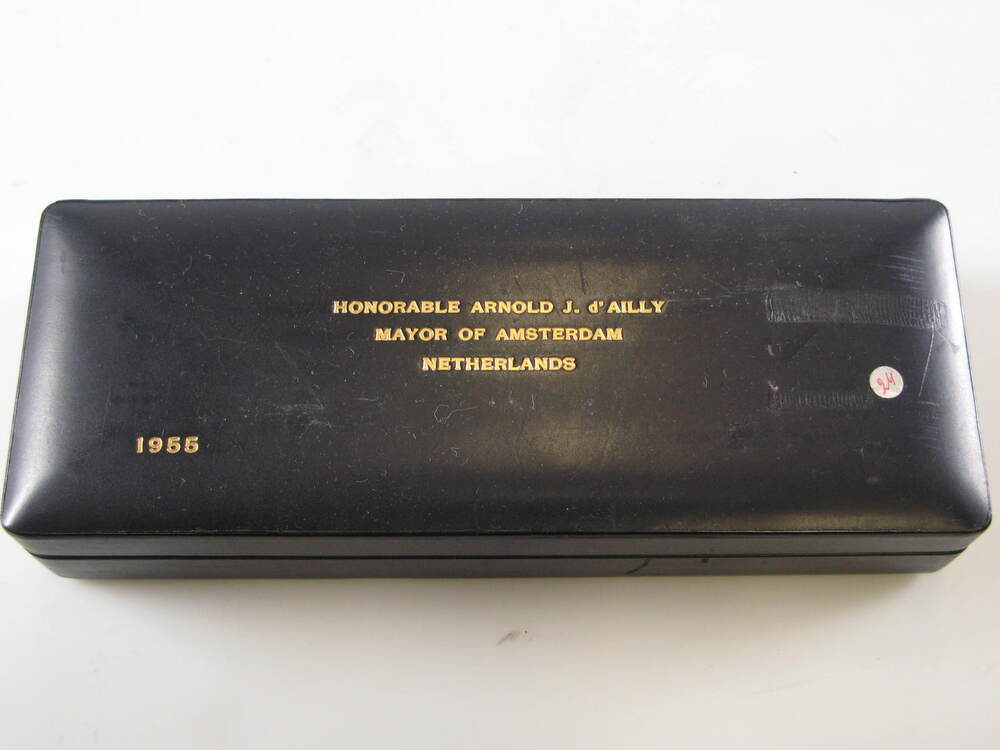 HONORABLE ARNOLD J. d'AILLY
MAYOR OF AMSTERDAM
NETHERLANDS
1955